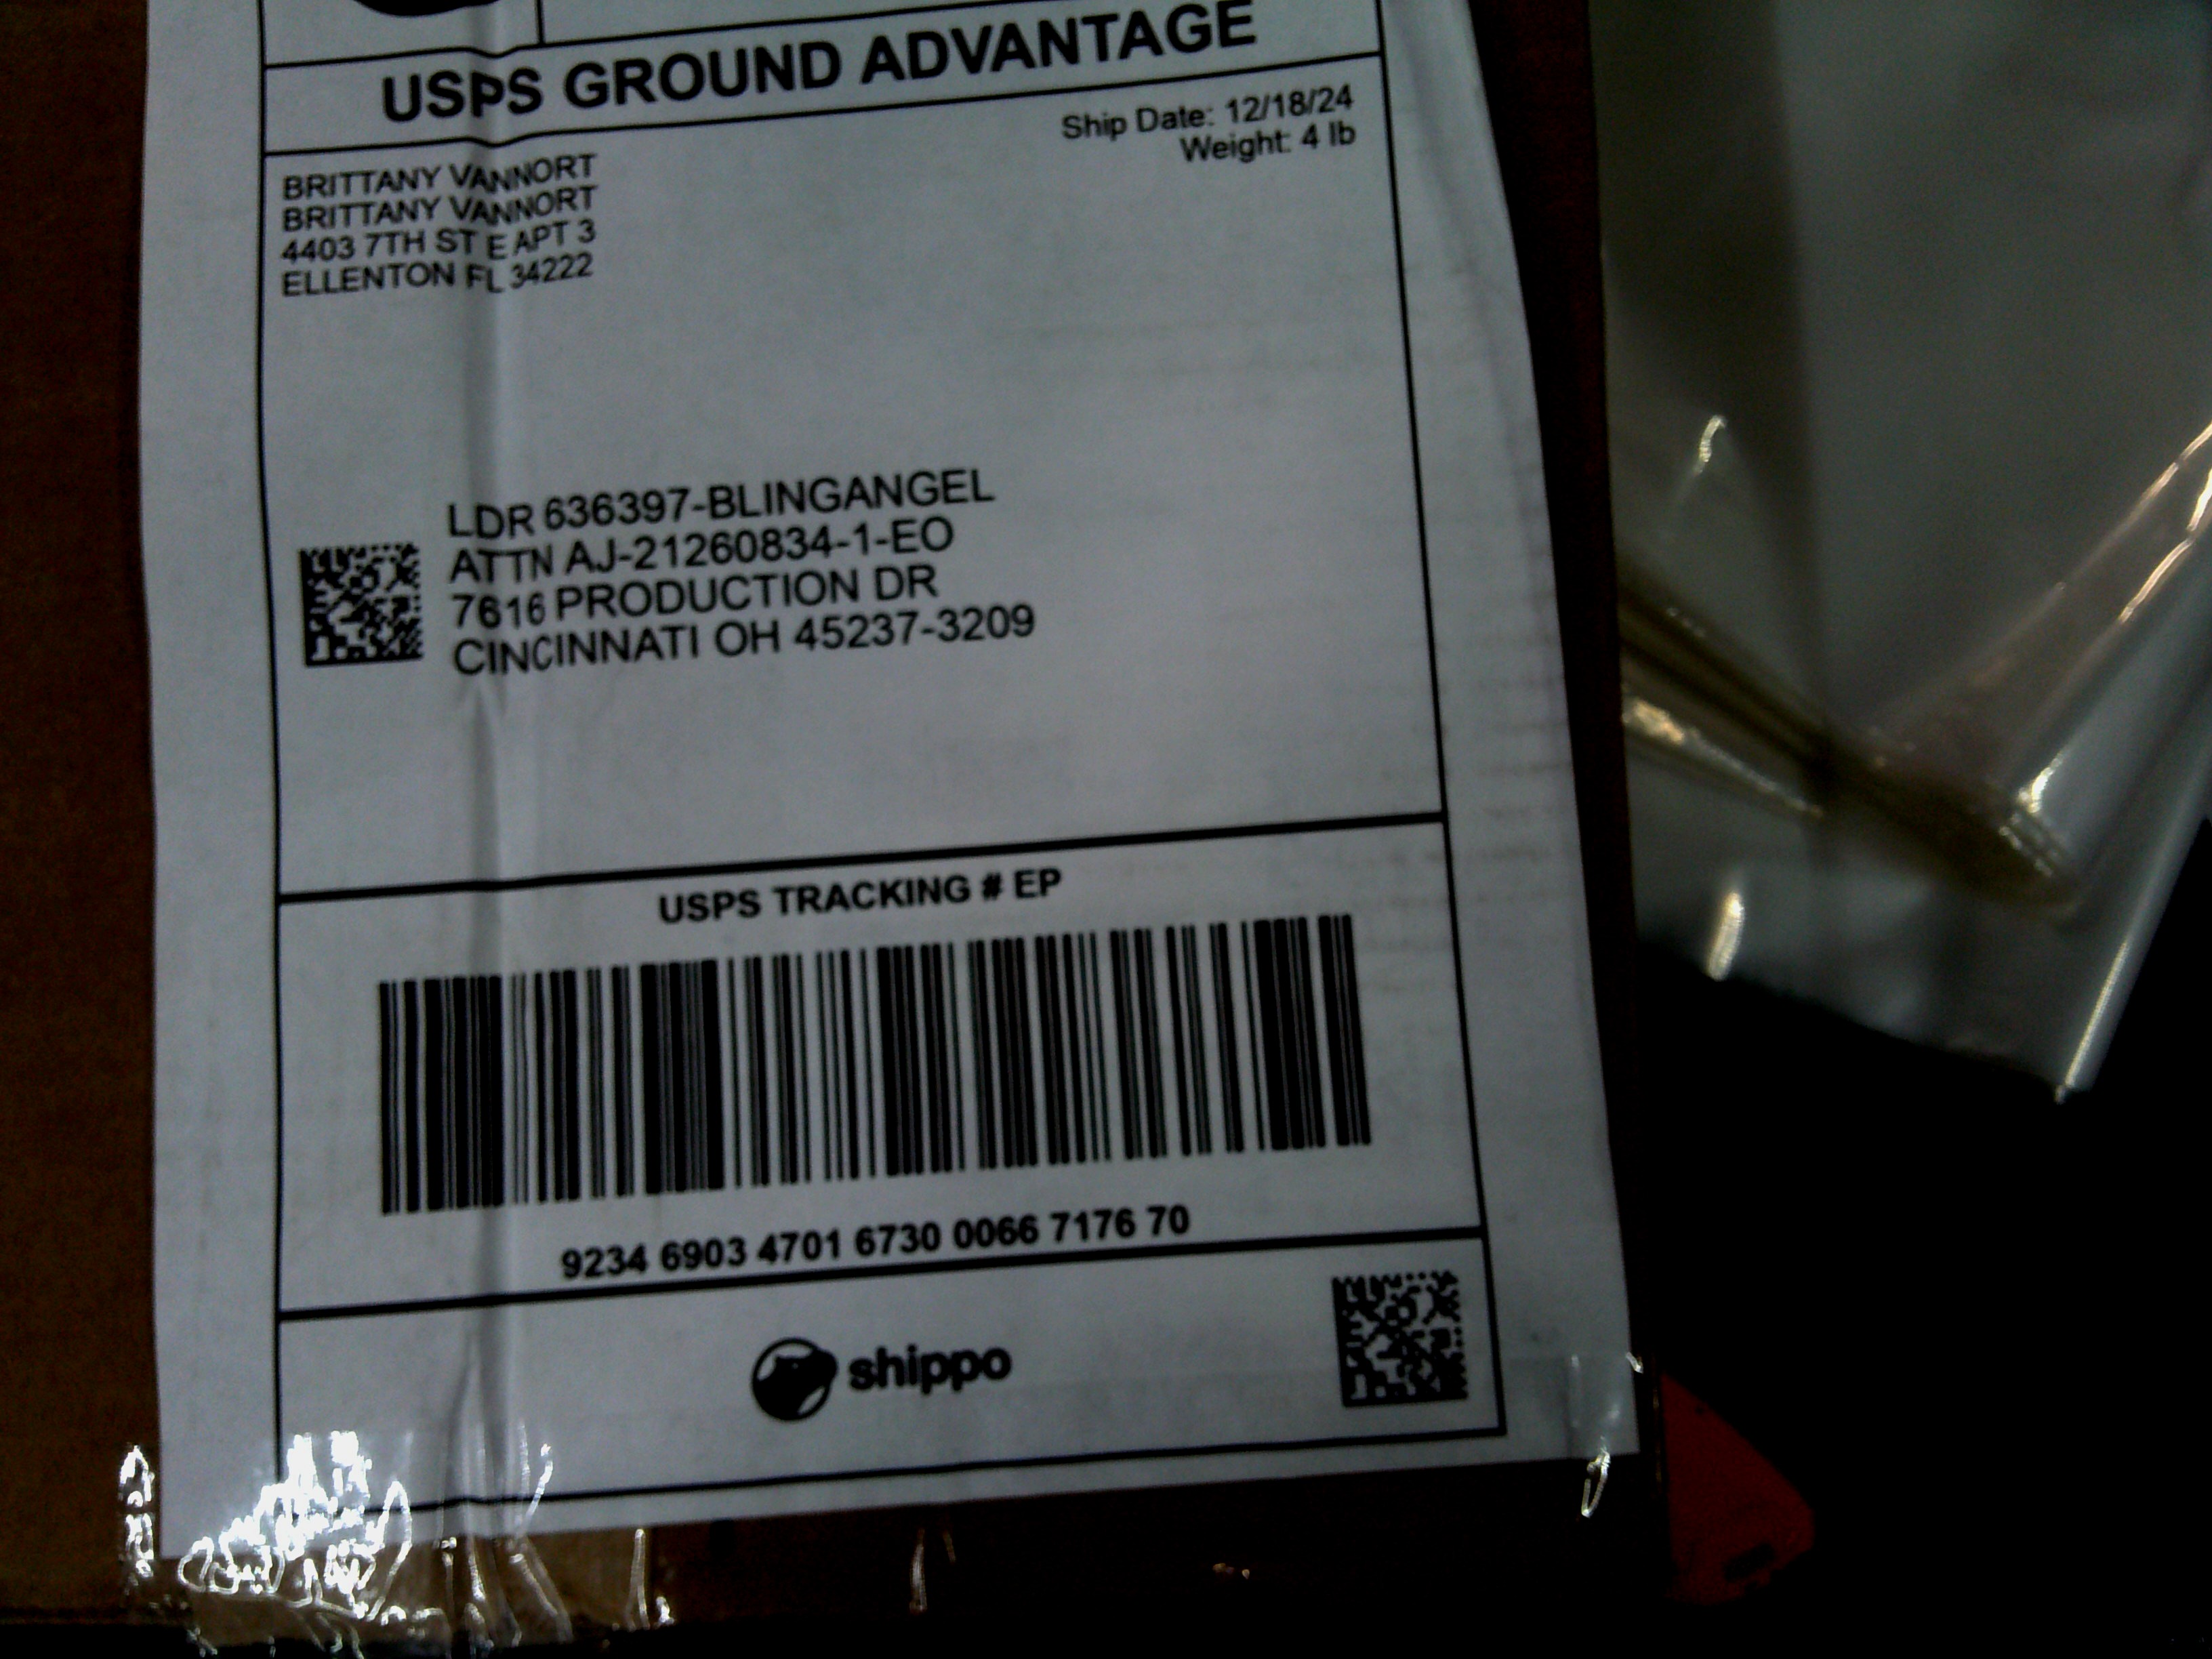 USPS GROUND ADVANTAGE
Ship Date: 12/18/24
Weight: 4 lb
BRITTANY VANNORT
BRITTANY VANNORT
4403 7TH ST E APT 3
ELLENTON FL 34222
LDR 636397-BLINGANGEL
ATTN AJ-21260834-1-EO
7616 PRODUCTION DR
CINCINNATI OH 45237-3209
USPS TRACKING # EP
9234 6903 4701 6730 0066 7176 70
shippo